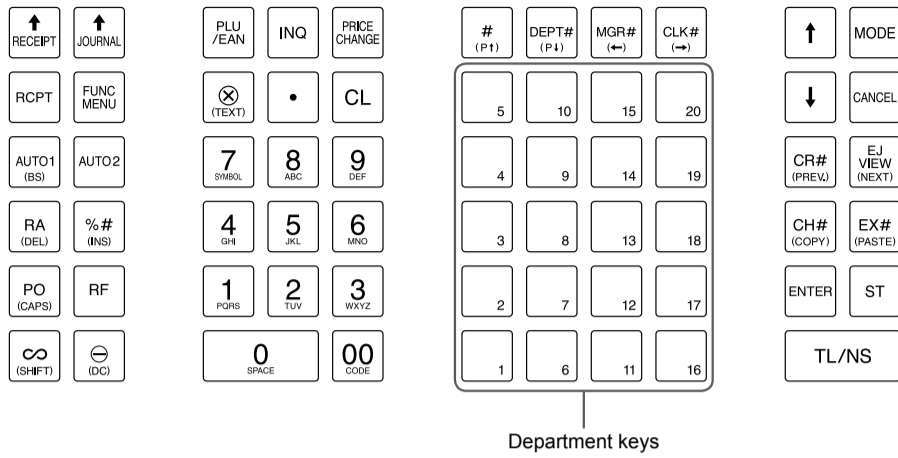 ↑ RECEIPT
↑ JOURNAL
PLU /EAN
INQ
PRICE CHANGE
# (P↑)
DEPT# (P↓)
MGR# (←)
CLK# (→)
↑
MODE
RCPT
FUNC MENU
⊗ (TEXT)
•
CL
5
10
15
20
↓
CANCEL
AUTO1 (BS)
AUTO2
7 SYMBOL
8 ABC
9 DEF
4
9
14
19
CR# (PREV.)
EJ VIEW (NEXT)
RA (DEL)
%# (INS)
4 GHI
5 JKL
6 MNO
3
8
13
18
CH# (COPY)
EX# (PASTE)
PO (CAPS)
RF
1 PQRS
2 TUV
3 WXYZ
2
7
12
17
ENTER
ST
∞ (SHIFT)
⊖ (DC)
0 SPACE
00 CODE
1
6
11
16
TL/NS
Department keys